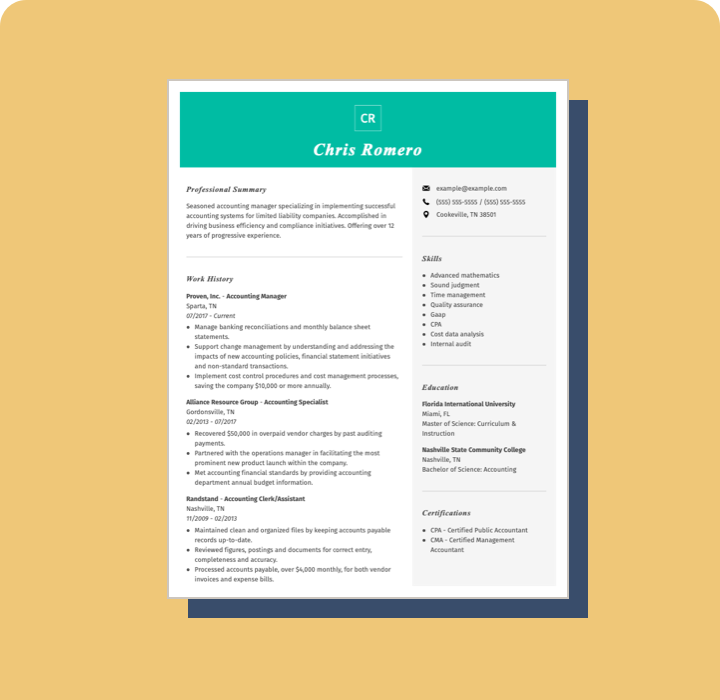 CR
Chris Romero
Professional Summary
Seasoned accounting manager specializing in implementing successful
accounting systems for limited liability companies. Accomplished in
driving business efficiency and compliance initiatives. Offering over 12
years of progressive experience.
Work History
Proven, Inc. - Accounting Manager
Sparta, TN
07/2017 - Current
• Manage banking reconciliations and monthly balance sheet
statements.
• Support change management by understanding and addressing the
impacts of new accounting policies, financial statement initiatives
and non-standard transactions.
• Implement cost control procedures and cost management processes,
saving the company $10,000 or more annually.
Alliance Resource Group - Accounting Specialist
Gordonsville, TN
02/2013 - 07/2017
• Recovered $50,000 in overpaid vendor charges by past auditing
payments.
• Partnered with the operations manager in facilitating the most
prominent new product launch within the company.
• Met accounting financial standards by providing accounting
department annual budget information.
Randstand - Accounting Clerk/Assistant
Nashville, TN
11/2009 - 02/2013
• Maintained clean and organized files by keeping accounts payable
records up-to-date.
• Reviewed figures, postings and documents for correct entry,
completeness and accuracy.
• Processed accounts payable, over $4,000 monthly, for both vendor
invoices and expense bills.
example@example.com
(555) 555-5555 / (555) 555-5555
Cookeville, TN 38501
Skills
• Advanced mathematics
• Sound judgment
• Time management
• Quality assurance
• Gaap
• CPA
• Cost data analysis
• Internal audit
Education
Florida International University
Miami, FL
Master of Science: Curriculum &
Instruction
Nashville State Community College
Nashville, TN
Bachelor of Science: Accounting
Certifications
• CPA - Certified Public Accountant
• CMA - Certified Management
Accountant